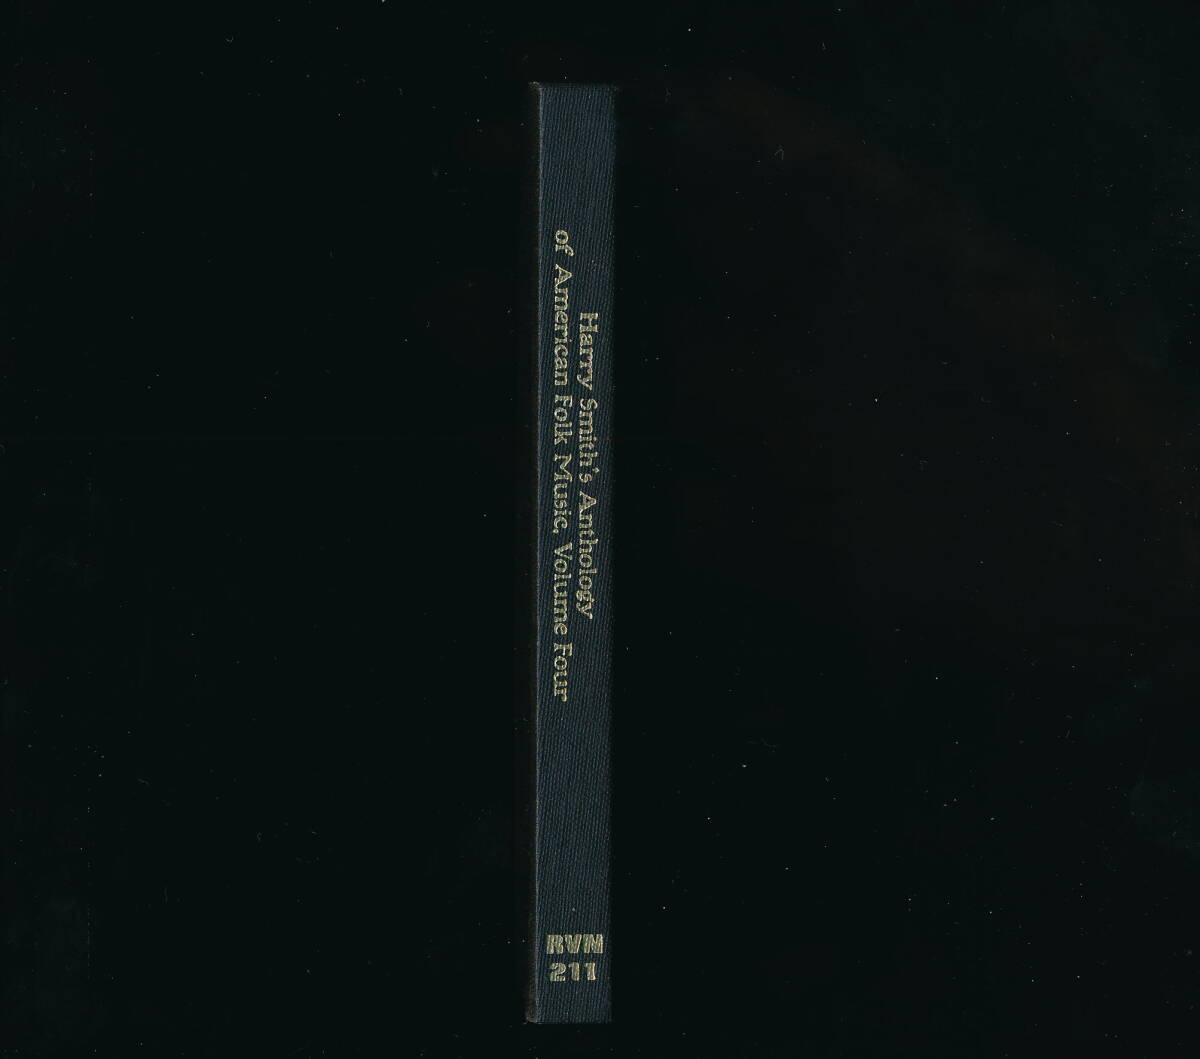 Harry Smith's Anthology
of American Folk Music, Volume Four
RVN
211